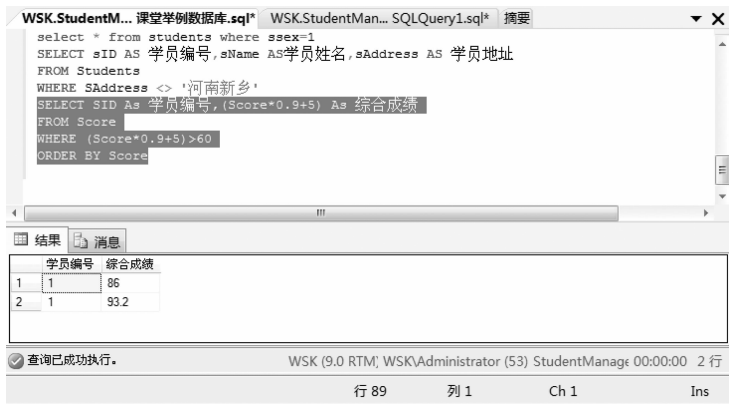 WSK.StudentM... 课堂举例数据库.sql* WSK.StudentMan... SQLQuery1.sql* 摘要
select * from students where ssex=1
SELECT sID AS 学员编号,sName AS学员姓名,sAddress AS 学员地址
FROM Students
WHERE SAddress <> '河南新乡'
SELECT SID As 学员编号,(Score*0.9+5) As 综合成绩
FROM Score
WHERE (Score*0.9+5)>60
ORDER BY Score
结果 消息
学员编号 综合成绩
1 1 86
2 1 93.2
查询已成功执行。 WSK (9.0 RTM) WSK\Administrator (53) StudentManage 00:00:00 2 行
行 89 列 1 Ch 1 Ins